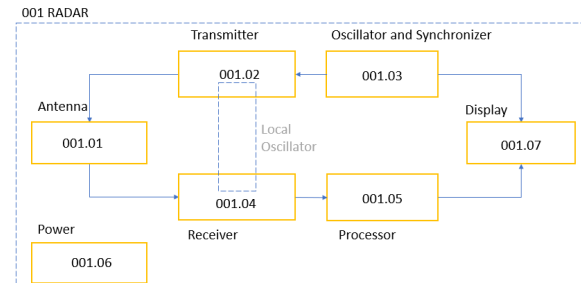 001 RADAR
Transmitter
Oscillator and Synchronizer
001.02
001.03
Antenna
Display
Local
Oscillator
001.01
001.07
001.04
001.05
Power
Receiver
Processor
001.06